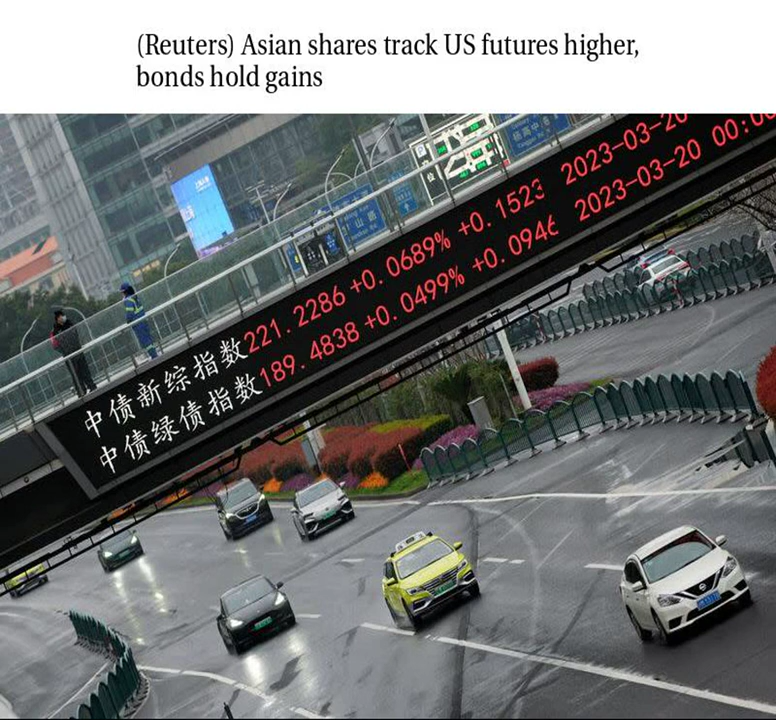 (Reuters) Asian shares track US futures higher,
bonds hold gains
中债新综指数221.2286 +0.0689% +0.1523 2023-03-20
中债绿债指数189.4838 +0.0499% +0.0946 2023-03-20 00:00